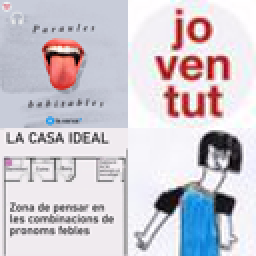 Paraules
habitables
jo
ven
tut
LA CASA IDEAL
Zona de pensar en
les combinacions de
pronoms febles